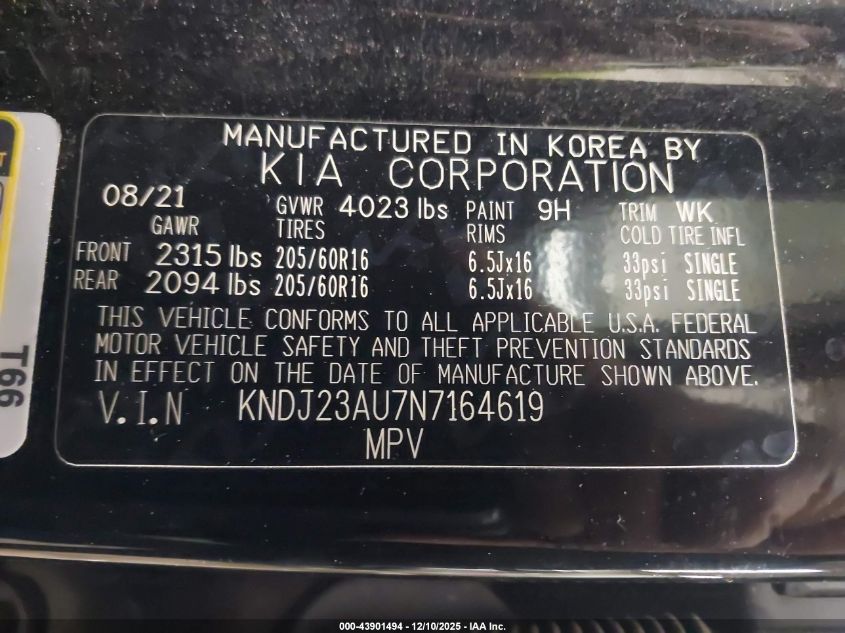 MANUFACTURED IN KOREA BY
KIA CORPORATION
08/21 GVWR 4023 lbs PAINT 9H TRIM WK
GAWR TIRES RIMS COLD TIRE INFL
FRONT 2315 lbs 205/60R16 6.5Jx16 33psi SINGLE
REAR 2094 lbs 205/60R16 6.5Jx16 33psi SINGLE
THIS VEHICLE CONFORMS TO ALL APPLICABLE U.S.A. FEDERAL
MOTOR VEHICLE SAFETY AND THEFT PREVENTION STANDARDS
IN EFFECT ON THE DATE OF MANUFACTURE SHOWN ABOVE.
V.I.N KNDJ23AU7N7164619
MPV
T66
000-43901494 - 12/10/2025 - IAA Inc.